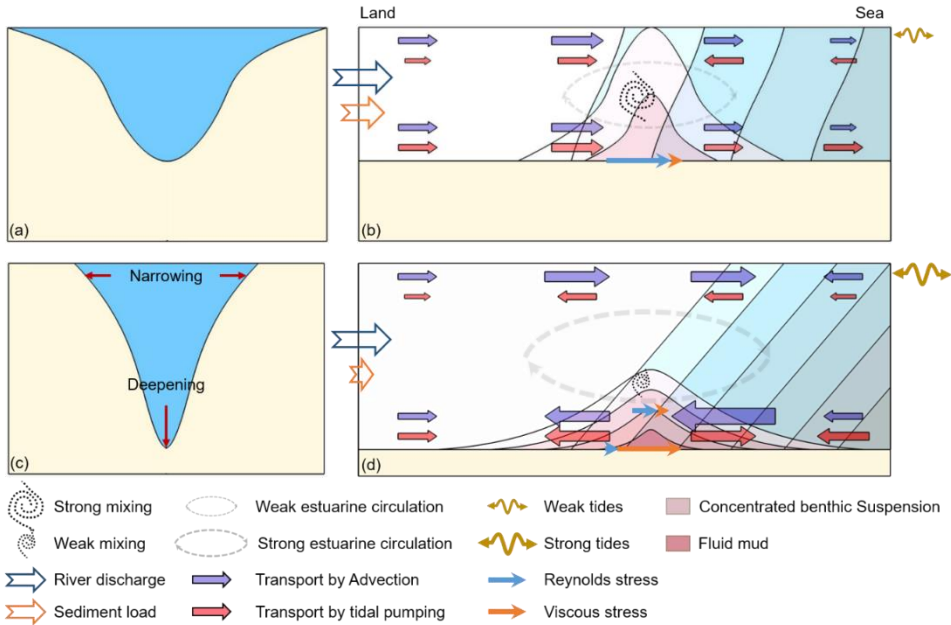 Land Sea
(a) (b)
Narrowing
Deepening
(c) (d)
Strong mixing Weak estuarine circulation Weak tides Concentrated benthic Suspension
Weak mixing Strong estuarine circulation Strong tides Fluid mud
River discharge Transport by Advection Reynolds stress
Sediment load Transport by tidal pumping Viscous stress